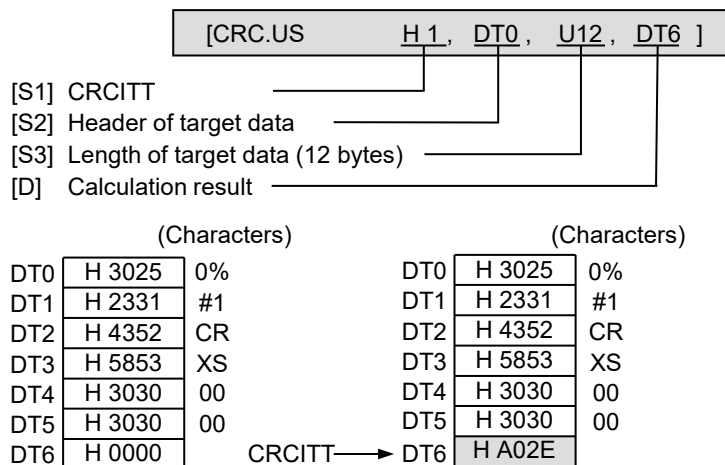 [CRC.US H 1 , DT0 , U12 , DT6 ]
[S1] CRCITT
[S2] Header of target data
[S3] Length of target data (12 bytes)
[D] Calculation result
(Characters) (Characters)
DT0 H 3025 0% DT0 H 3025 0%
DT1 H 2331 #1 DT1 H 2331 #1
DT2 H 4352 CR DT2 H 4352 CR
DT3 H 5853 XS DT3 H 5853 XS
DT4 H 3030 00 DT4 H 3030 00
DT5 H 3030 00 DT5 H 3030 00
DT6 H 0000 CRCITT DT6 H A02E